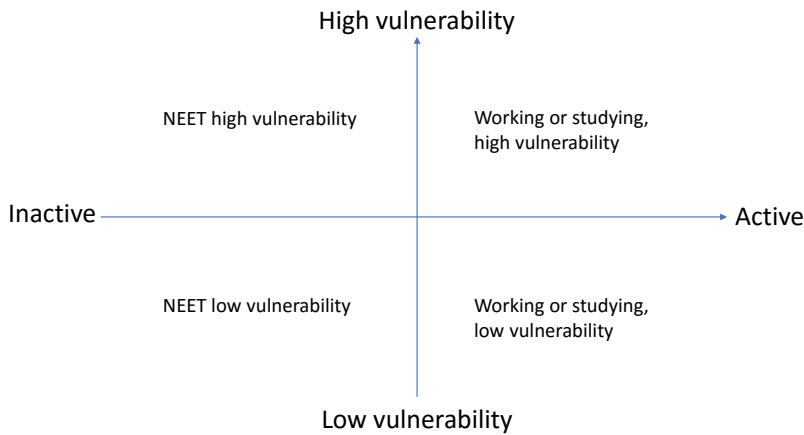 High vulnerability
NEET high vulnerability
Working or studying,
high vulnerability
Inactive
Active
NEET low vulnerability
Working or studying,
low vulnerability
Low vulnerability